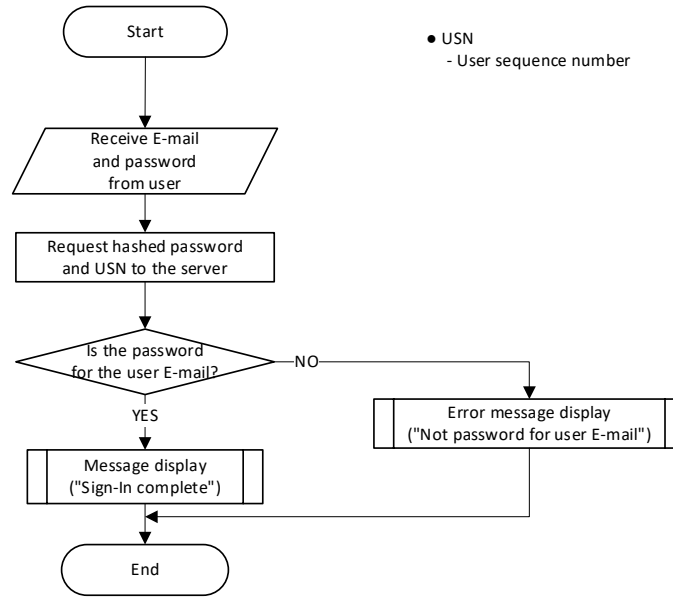 Start
● USN
- User sequence number
Receive E-mail
and password
from user
Request hashed password
and USN to the server
Is the password
for the user E-mail?
NO
YES
Error message display
("Not password for user E-mail")
Message display
("Sign-In complete")
End